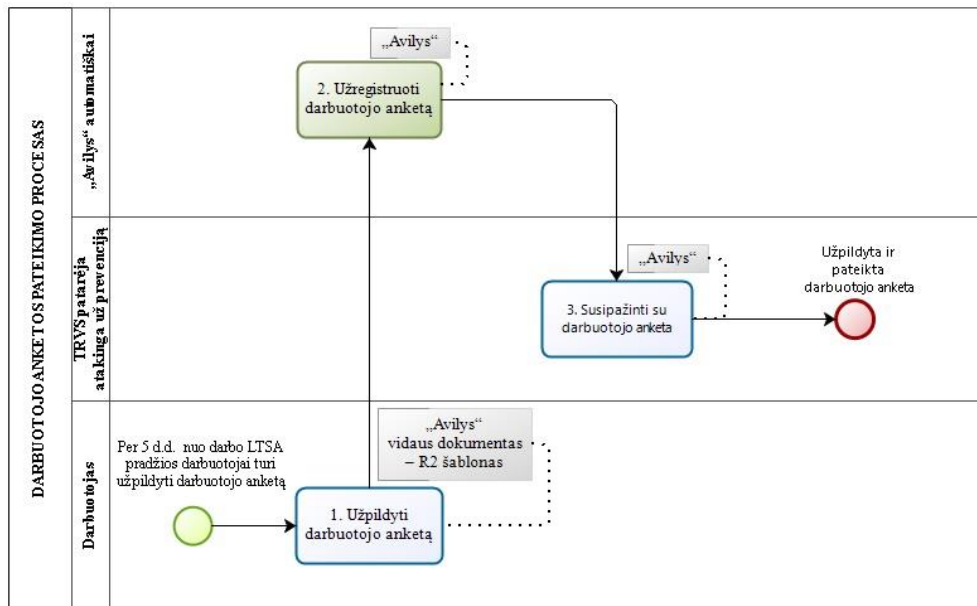 DARBUOTOJO ANKETOS PATEIKIMO PROCESAS
„Avilys“ automatiškai
„Avilys“
2. Užregistruoti
darbuotojo anketą
TRVS patarėja
atakinga už prevenciją
„Avilys“
3. Susipažinti su
darbuotojo anketa
Užpildyta ir
pateikta
darbuotojo anketa
Darbuotojas
Per 5 d.d. nuo darbo LTSA
pradžios darbuotojai turi
užpildyti darbuotojo anketą
„Avilys“
vidaus dokumentas
– R2 šablonas
1. Užpildyti
darbuotojo anketą